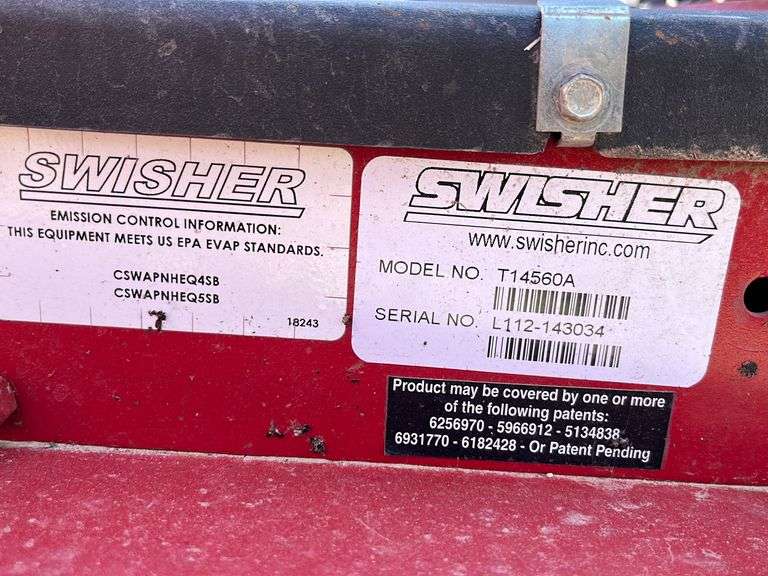 SWISHER
EMISSION CONTROL INFORMATION:
THIS EQUIPMENT MEETS US EPA EVAP STANDARDS.
CSWAPNHEQ4SB
CSWAPNHEQ5SB
18243
SWISHER
www.swisherinc.com
MODEL NO. T14560A
SERIAL NO. L112-143034
Product may be covered by one or more
of the following patents:
6256970 - 5966912 - 5134838
6931770 - 6182428 - Or Patent Pending